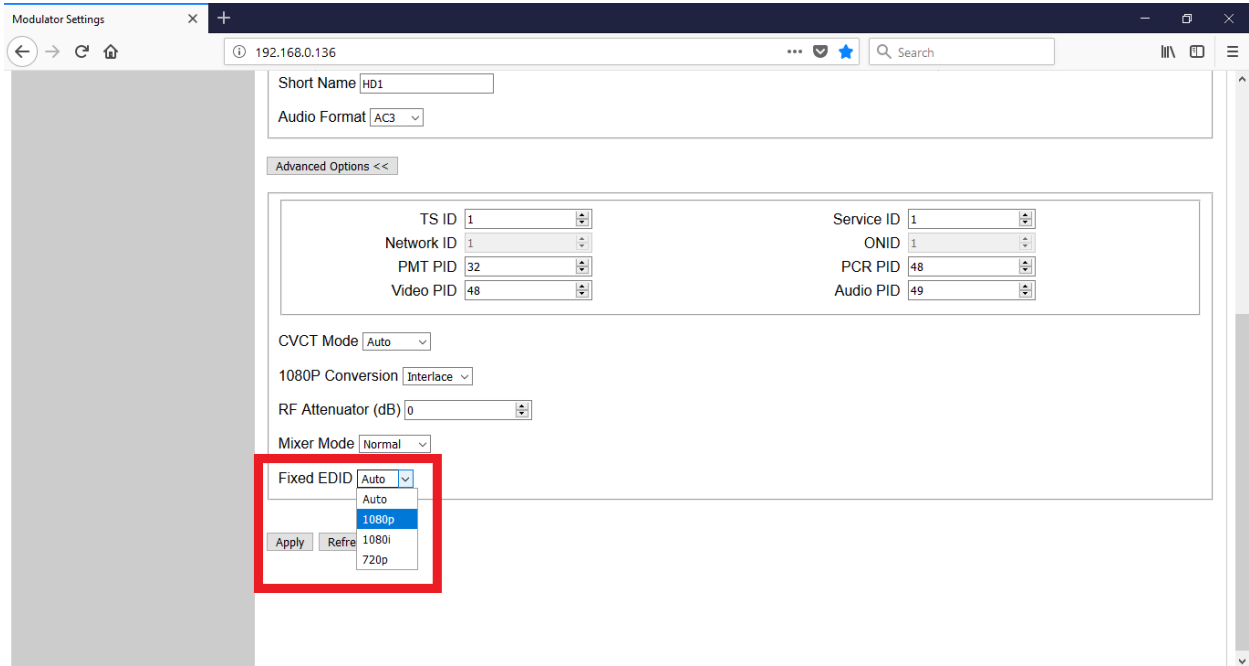 Modulator Settings
192.168.0.136
Search
Short Name HD1
Audio Format AC3
Advanced Options <<
TS ID 1 Service ID 1
Network ID 1 ONID 1
PMT PID 32 PCR PID 48
Video PID 48 Audio PID 49
CVCT Mode Auto
1080P Conversion Interlace
RF Attenuator (dB) 0
Mixer Mode Normal
Fixed EDID Auto
Auto
1080p
Apply Refre 1080i
720p